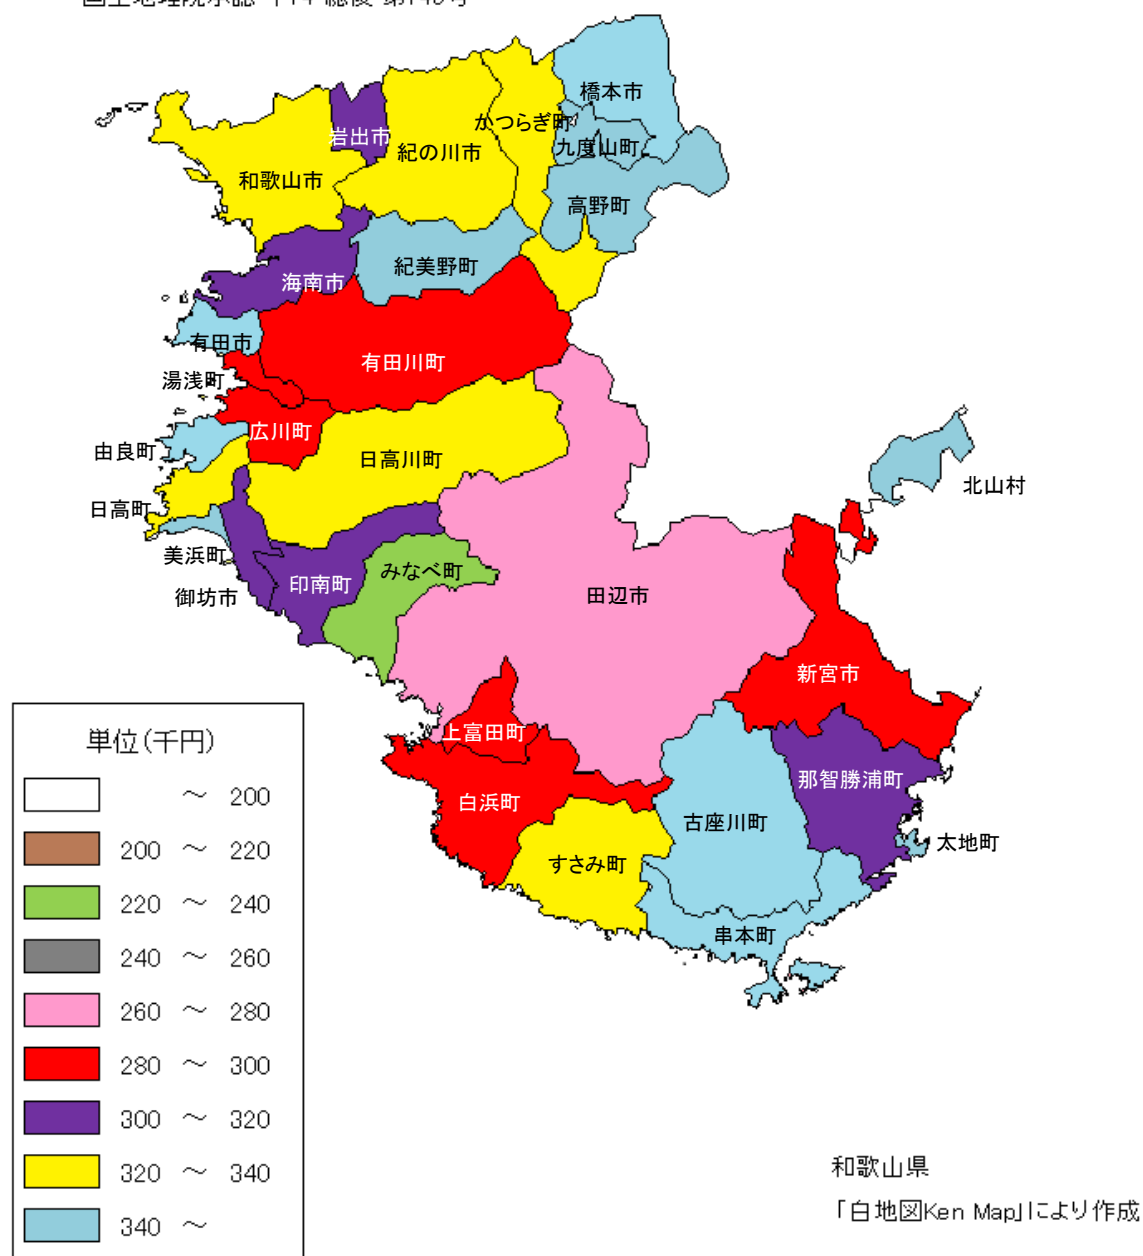 橋本市
かつらぎ町
岩出市
紀の川市
九度山町
和歌山市
高野町
紀美野町
海南市
有田市
有田川町
湯浅町
広川町
由良町
日高川町
北山村
日高町
美浜町
みなべ町
印南町
御坊市
田辺市
新宮市
上富田町
那智勝浦町
白浜町
古座川町
太地町
すさみ町
串本町
単位(千円)
～ 200
200 ～ 220
220 ～ 240
240 ～ 260
260 ～ 280
280 ～ 300
300 ～ 320
320 ～ 340
340 ～
和歌山県
「白地図Ken Map」により作成